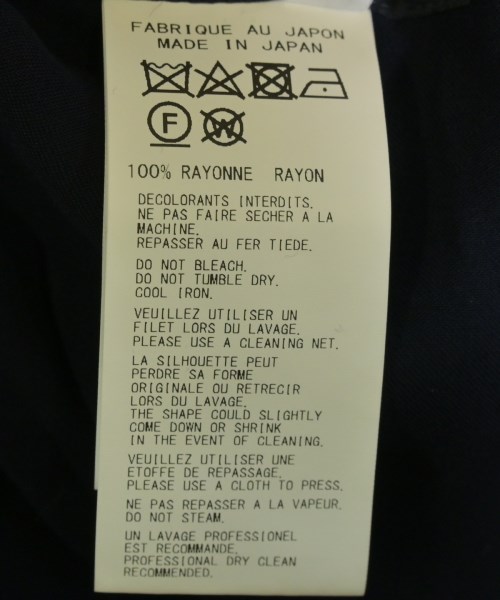 FABRIQUE AU JAPON
MADE IN JAPAN
F
W
100% RAYONNE RAYON
DECOLORANTS INTERDITS.
NE PAS FAIRE SECHER A LA
MACHINE.
REPASSER AU FER TIEDE.
DO NOT BLEACH.
DO NOT TUMBLE DRY.
COOL IRON.
VEUILLEZ UTILISER UN
FILET LORS DU LAVAGE.
PLEASE USE A CLEANING NET.
LA SILHOUETTE PEUT
PERDRE SA FORME
ORIGINALE OU RETRECIR
LORS DU LAVAGE.
THE SHAPE COULD SLIGHTLY
COME DOWN OR SHRINK
IN THE EVENT OF CLEANING.
VEUILLEZ UTILISER UNE
ETOFFE DE REPASSAGE.
PLEASE USE A CLOTH TO PRESS.
NE PAS REPASSER A LA VAPEUR.
DO NOT STEAM.
UN LAVAGE PROFESSIONEL
EST RECOMMANDE.
PROFESSIONAL DRY CLEAN
RECOMMENDED.